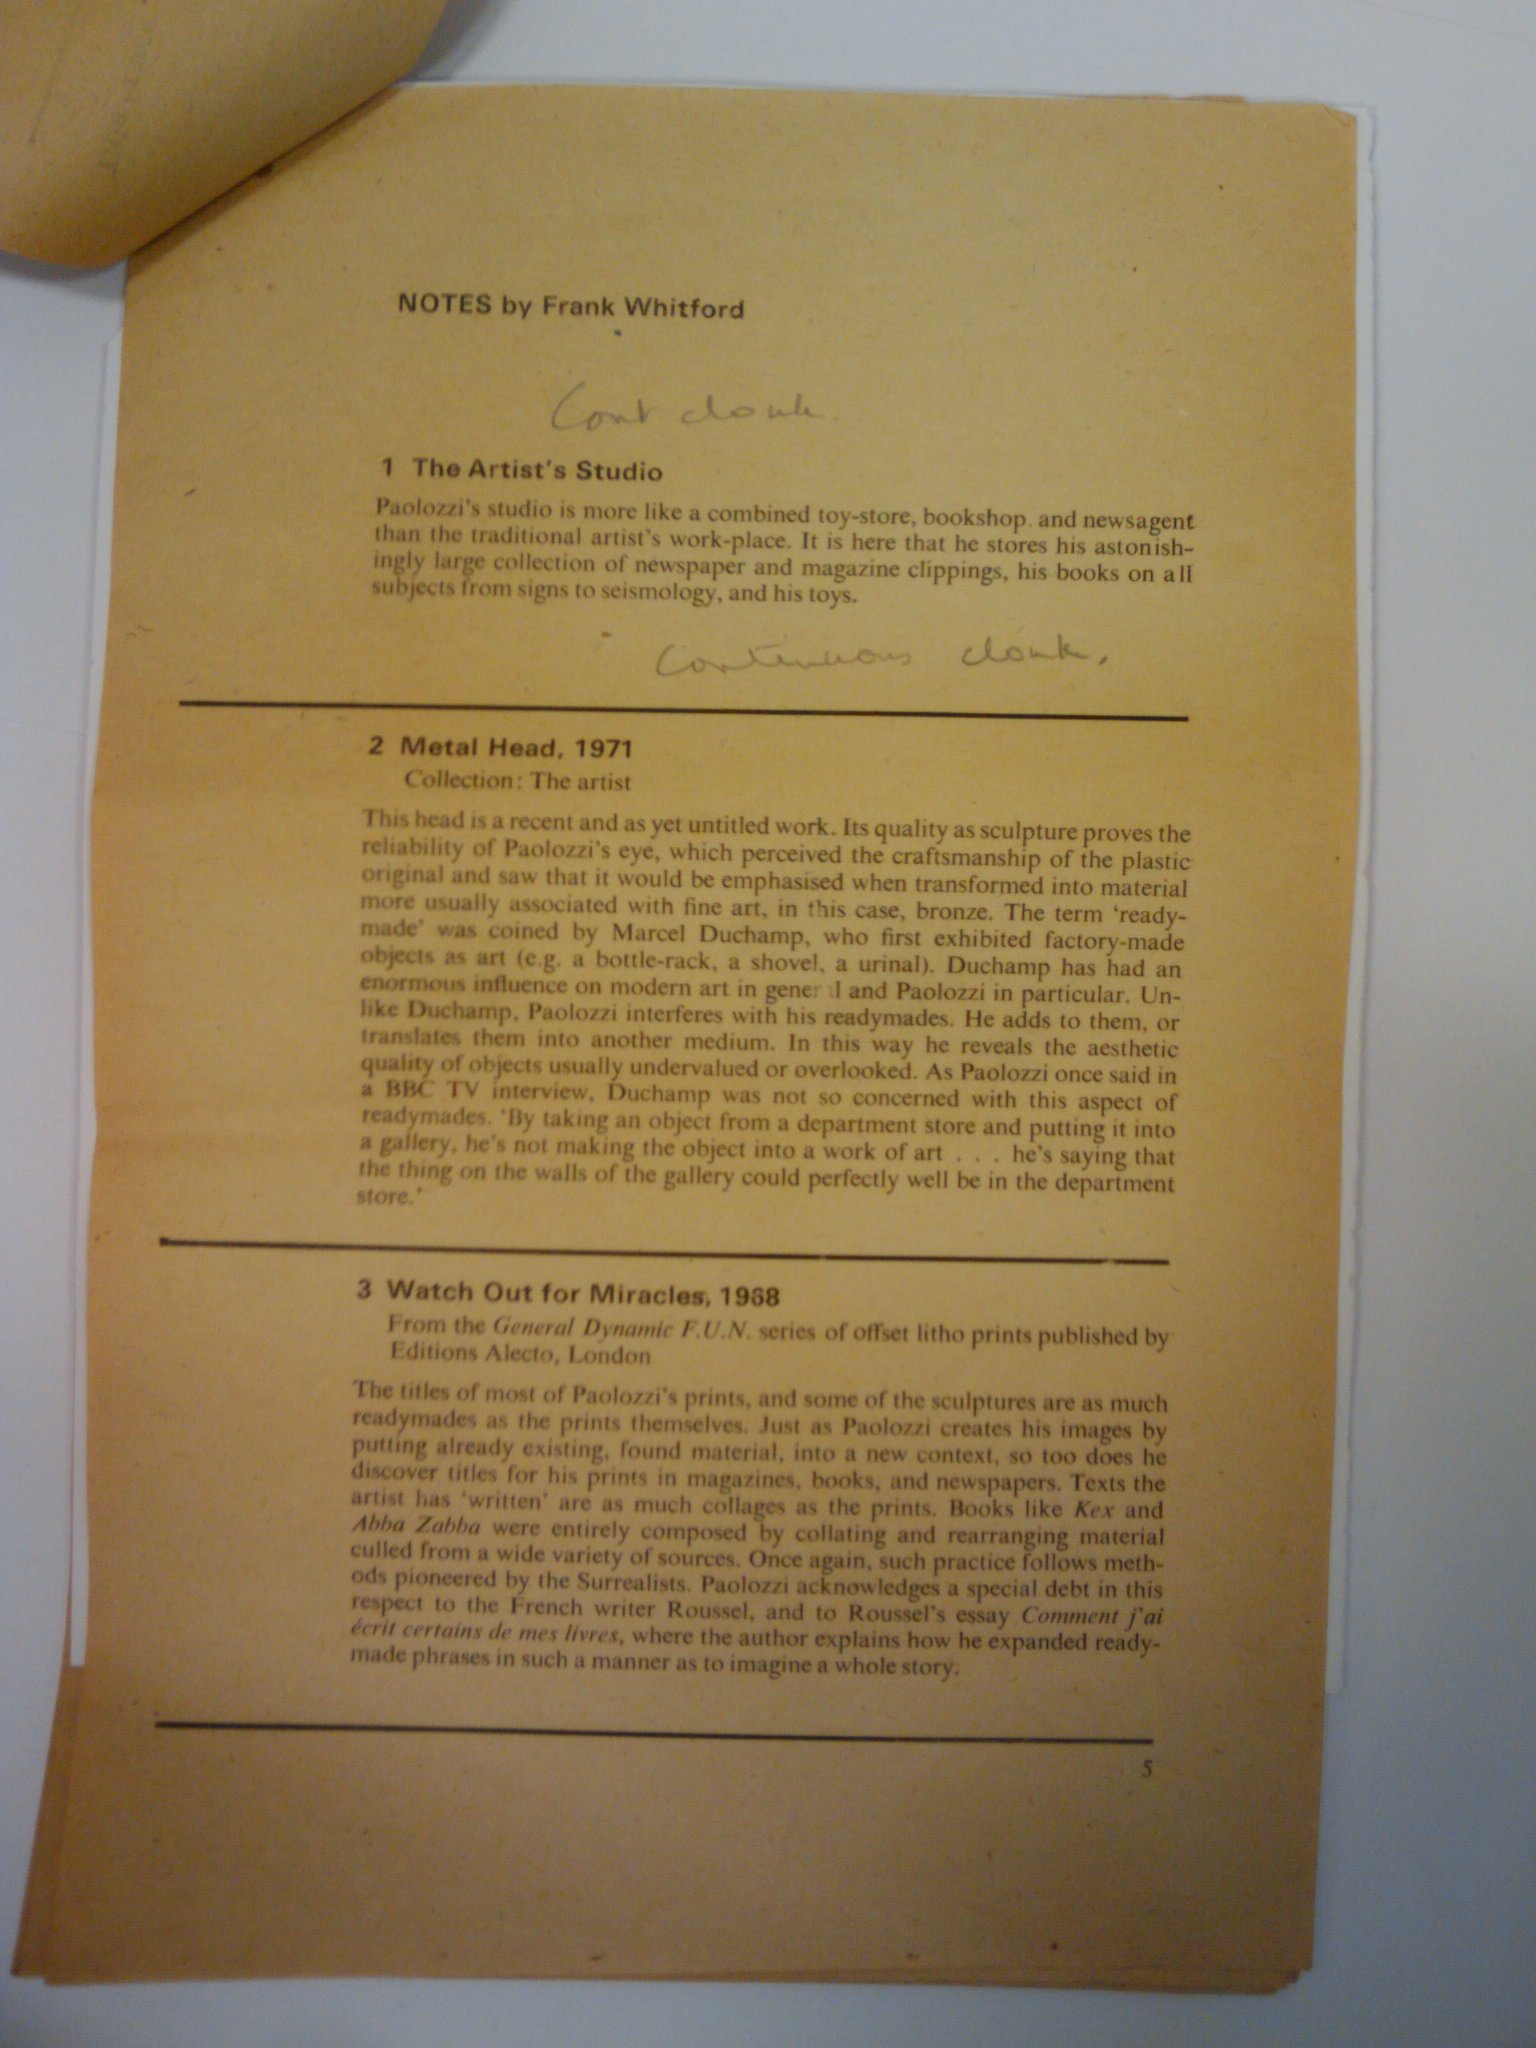 NOTES by Frank Whitford
Cont
1 The Artist's Studio
Paolozzi's studio is more like a combined toy-store, bookshop and newsagent
than the traditional artist's work-place. It is here that he stores his astonish-
ingly large collection of newspaper and magazine clippings, his books on all
subjects from signs to seismology, and his toys.
Continuous
2 Metal Head, 1971
Collection: The artist
This head is a recent and as yet untitled work. Its quality as sculpture proves the
reliability of Paolozzi's eye, which perceived the craftsmanship of the plastic
original and saw that it would be emphasised when transformed into material
more usually associated with fine art, in this case, bronze. The term 'ready-
made' was coined by Marcel Duchamp, who first exhibited factory-made
objects as art (e.g. a bottle-rack, a shovel, a urinal). Duchamp has had an
enormous influence on modern art in gener l and Paolozzi in particular. Un-
like Duchamp, Paolozzi interferes with his readymades. He adds to them, or
translates them into another medium. In this way he reveals the aesthetic
quality of objects usually undervalued or overlooked. As Paolozzi once said in
a BBC TV interview, Duchamp was not so concerned with this aspect of
readymades. 'By taking an object from a department store and putting it into
a gallery, he's not making the object into a work of art . . . he's saying that
the thing on the walls of the gallery could perfectly well be in the department
store.'
3 Watch Out for Miracles, 1968
From the General Dynamic F.U.N. series of offset litho prints published by
Editions Alecto, London
The titles of most of Paolozzi's prints, and some of the sculptures are as much
readymades as the prints themselves. Just as Paolozzi creates his images by
putting already existing, found material, into a new context, so too does he
discover titles for his prints in magazines, books, and newspapers. Texts the
artist has 'written' are as much collages as the prints. Books like Kex and
Abba Zabba were entirely composed by collating and rearranging material
culled from a wide variety of sources. Once again, such practice follows meth-
ods pioneered by the Surrealists. Paolozzi acknowledges a special debt in this
respect to the French writer Roussel, and to Roussel's essay Comment j'ai
écrit certains de mes livres, where the author explains how he expanded ready-
made phrases in such a manner as to imagine a whole story.
5